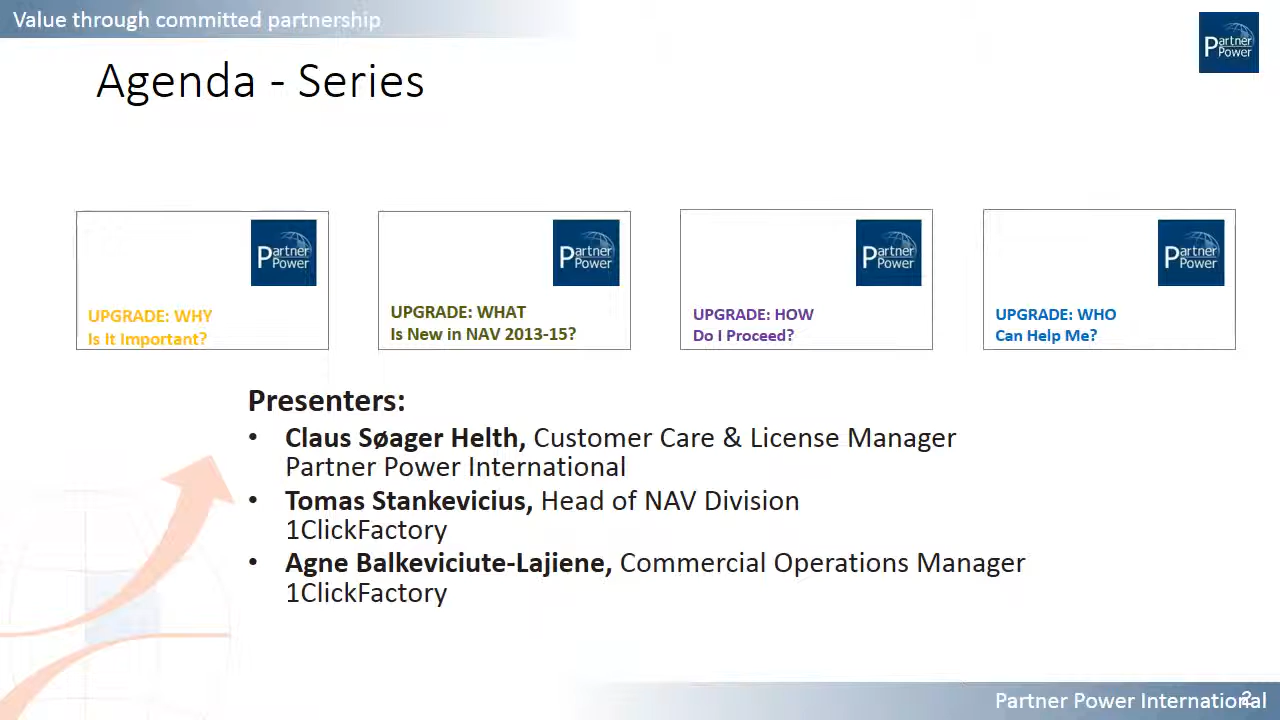 Value through committed partnership
Partner
Power
Agenda - Series
Partner
Power
UPGRADE: WHY
Is It Important?
Partner
Power
UPGRADE: WHAT
Is New in NAV 2013-15?
Partner
Power
UPGRADE: HOW
Do I Proceed?
Partner
Power
UPGRADE: WHO
Can Help Me?
Presenters:
• Claus Søager Helth, Customer Care & License Manager
Partner Power International
• Tomas Stankevicius, Head of NAV Division
1ClickFactory
• Agne Balkeviciute-Lajiene, Commercial Operations Manager
1ClickFactory
Partner Power International
2